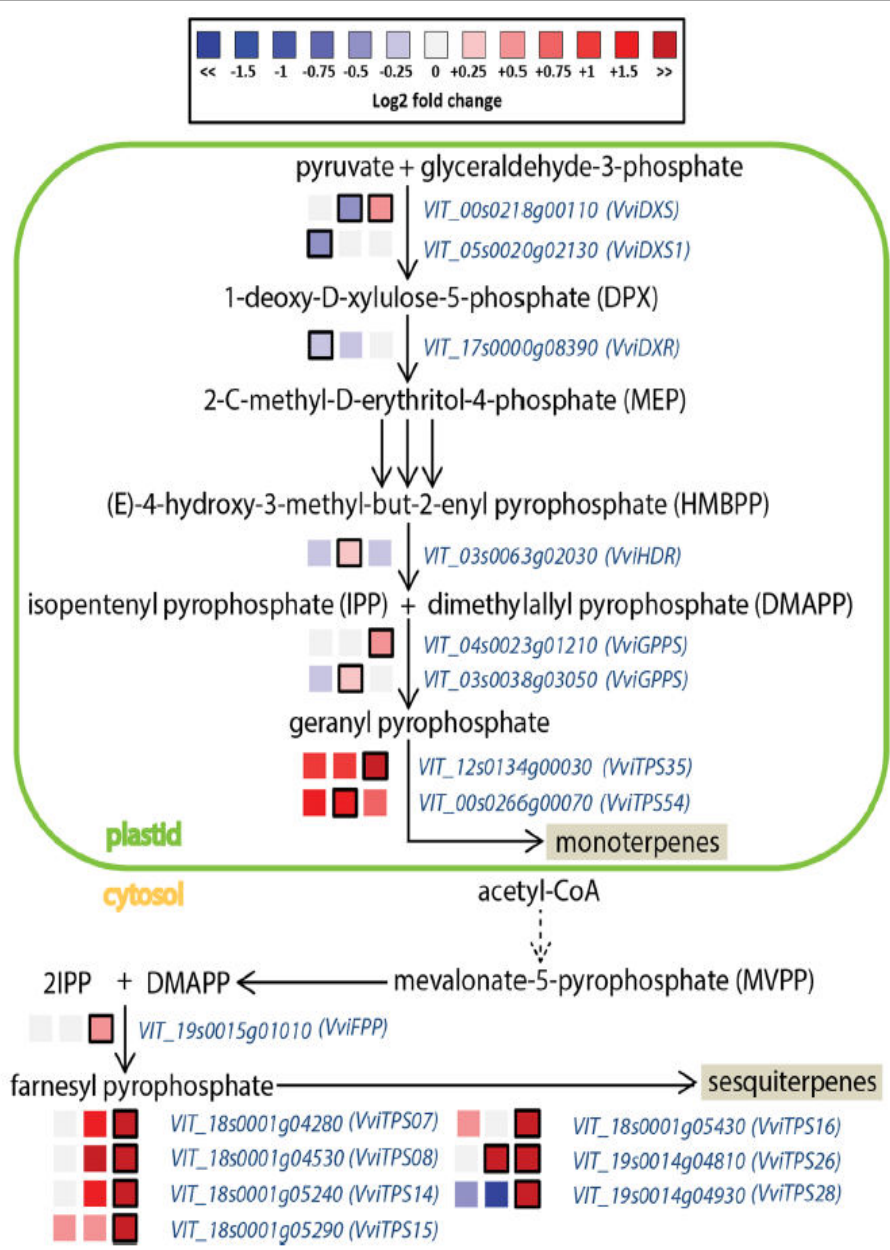 << -1.5 -1 -0.75 -0.5 -0.25 0 +0.25 +0.5 +0.75 +1 +1.5 >>
Log2 fold change
pyruvate + glyceraldehyde-3-phosphate
VIT_00s0218g00110 (VviDXS)
VIT_05s0020g02130 (VviDXS1)
1-deoxy-D-xylulose-5-phosphate (DPX)
VIT_17s0000g08390 (VviDXR)
2-C-methyl-D-erythritol-4-phosphate (MEP)
(E)-4-hydroxy-3-methyl-but-2-enyl pyrophosphate (HMBPP)
VIT_03s0063g02030 (VviHDR)
isopentenyl pyrophosphate (IPP) + dimethylallyl pyrophosphate (DMAPP)
VIT_04s0023g01210 (VviGPPS)
VIT_03s0038g03050 (VviGPPS)
geranyl pyrophosphate
VIT_12s0134g00030 (VviTPS35)
VIT_00s0266g00070 (VviTPS54)
plastid
monoterpenes
cytosol
acetyl-CoA
2IPP + DMAPP
mevalonate-5-pyrophosphate (MVPP)
VIT_19s0015g01010 (VviFPP)
farnesyl pyrophosphate
sesquiterpenes
VIT_18s0001g04280 (VviTPS07)
VIT_18s0001g04530 (VviTPS08)
VIT_18s0001g05240 (VviTPS14)
VIT_18s0001g05290 (VviTPS15)
VIT_18s0001g05430 (VviTPS16)
VIT_19s0014g04810 (VviTPS26)
VIT_19s0014g04930 (VviTPS28)